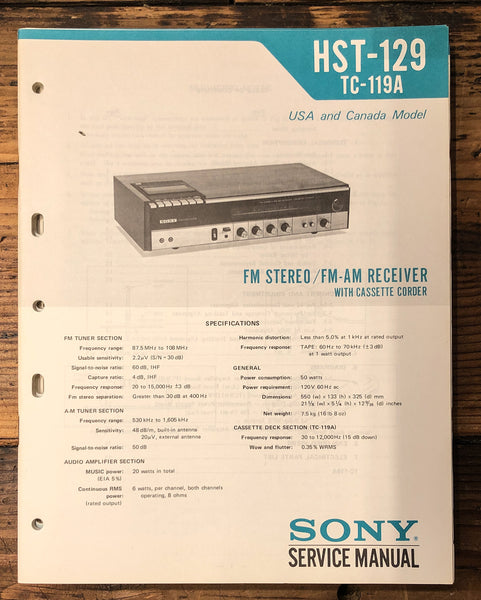 HST-129
TC-119A
USA and Canada Model
SONY
FM STEREO/FM-AM RECEIVER
WITH CASSETTE CORDER
SPECIFICATIONS
FM TUNER SECTION
Frequency range: 87.5 MHz to 108 MHz
Usable sensitivity: 2.2μV (S/N = 30 dB)
Signal-to-noise ratio: 60 dB, IHF
Capture ratio: 4 dB, IHF
Frequency response: 20 to 15,000 Hz ±3 dB
Fm stereo separation: Greater than 30 dB at 400 Hz
A-M TUNER SECTION
Frequency range: 530 kHz to 1,605 kHz
Sensitivity: 48 dB/m, built-in antenna
20μV, external antenna
Signal-to-noise ratio: 50 dB
AUDIO AMPLIFIER SECTION
MUSIC power: 20 watts in total
(EIA 5%)
Continuous RMS 6 watts, per channel, both channels
power: operating, 8 ohms
(rated output)
Harmonic distortion: Less than 5.0% at 1 kHz at rated output
Frequency response: TAPE: 60 Hz to 70 kHz (±3 dB)
at 1 watt output
GENERAL
Power consumption: 50 watts
Power requirement: 120 V 60 Hz ac
Dimensions: 550 (w) x 133 (h) x 325 (d) mm
(w) x 5 1/4 (h) x (d) inches
Net weight: 7.5 kg (16 lb 8 oz)
CASSETTE DECK SECTION (TC-119A)
Frequency response: 30 to 12,000 Hz (15 dB down)
Wow and flutter: 0.35% WRMS
SONY®
SERVICE MANUAL